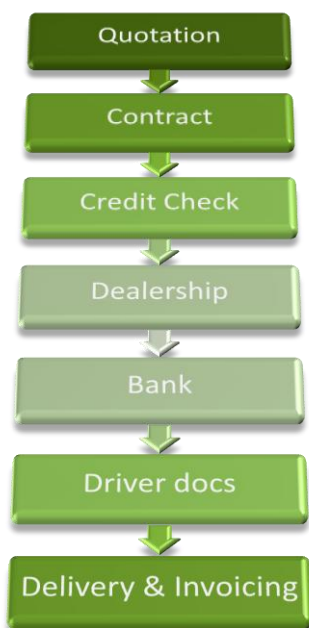 Quotation
Contract
Credit Check
Dealership
Bank
Driver docs
Delivery & Invoicing